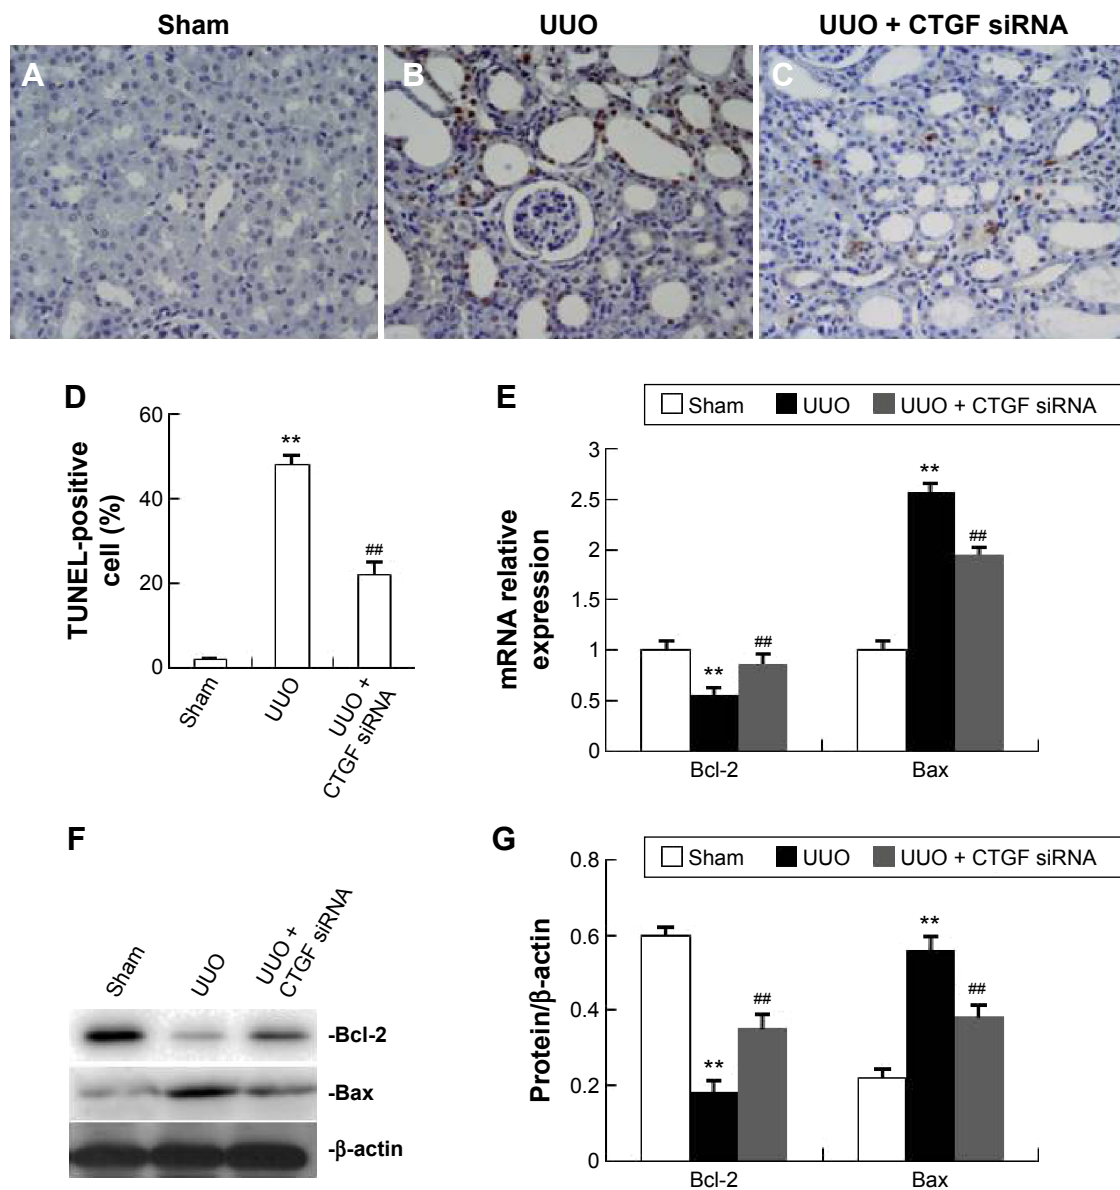 Sham
UUO
UUO + CTGF siRNA
A
B
C
D
TUNEL-positive
cell (%)
60
40
20
0
**
##
Sham
UUO
UUO +
CTGF siRNA
E
Sham
UUO
UUO + CTGF siRNA
mRNA relative
expression
3
2.5
2
1.5
1
0.5
0
**
##
**
##
Bcl-2
Bax
F
Sham
UUO
UUO +
CTGF siRNA
-Bcl-2
-Bax
-β-actin
G
Sham
UUO
UUO + CTGF siRNA
Protein/β-actin
0.8
0.6
0.4
0.2
0
**
##
**
##
Bcl-2
Bax